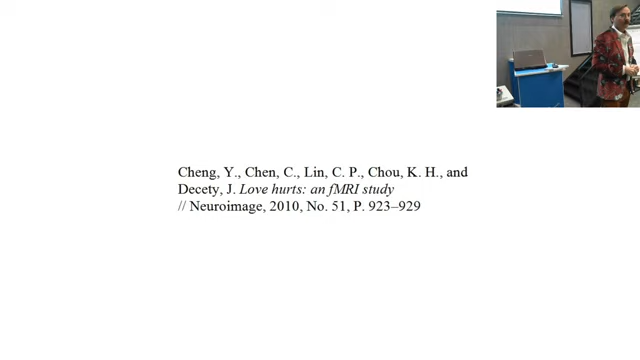 Cheng, Y., Chen, C., Lin, C. P., Chou, K. H., and
Decety, J. Love hurts: an fMRI study
// Neuroimage, 2010, No. 51, P. 923–929